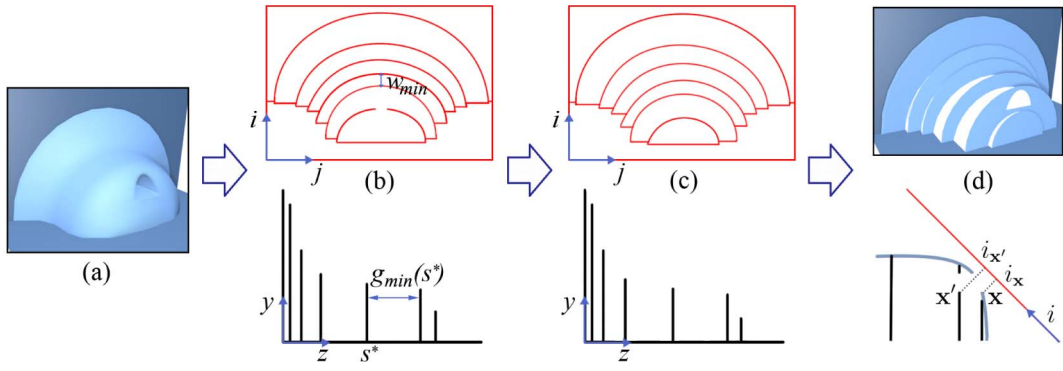 (a)
w_min
i
j
(b)
y
g_min(s*)
z
s*
i
j
(c)
y
z
(d)
i_x′
i_x
x′
x
i